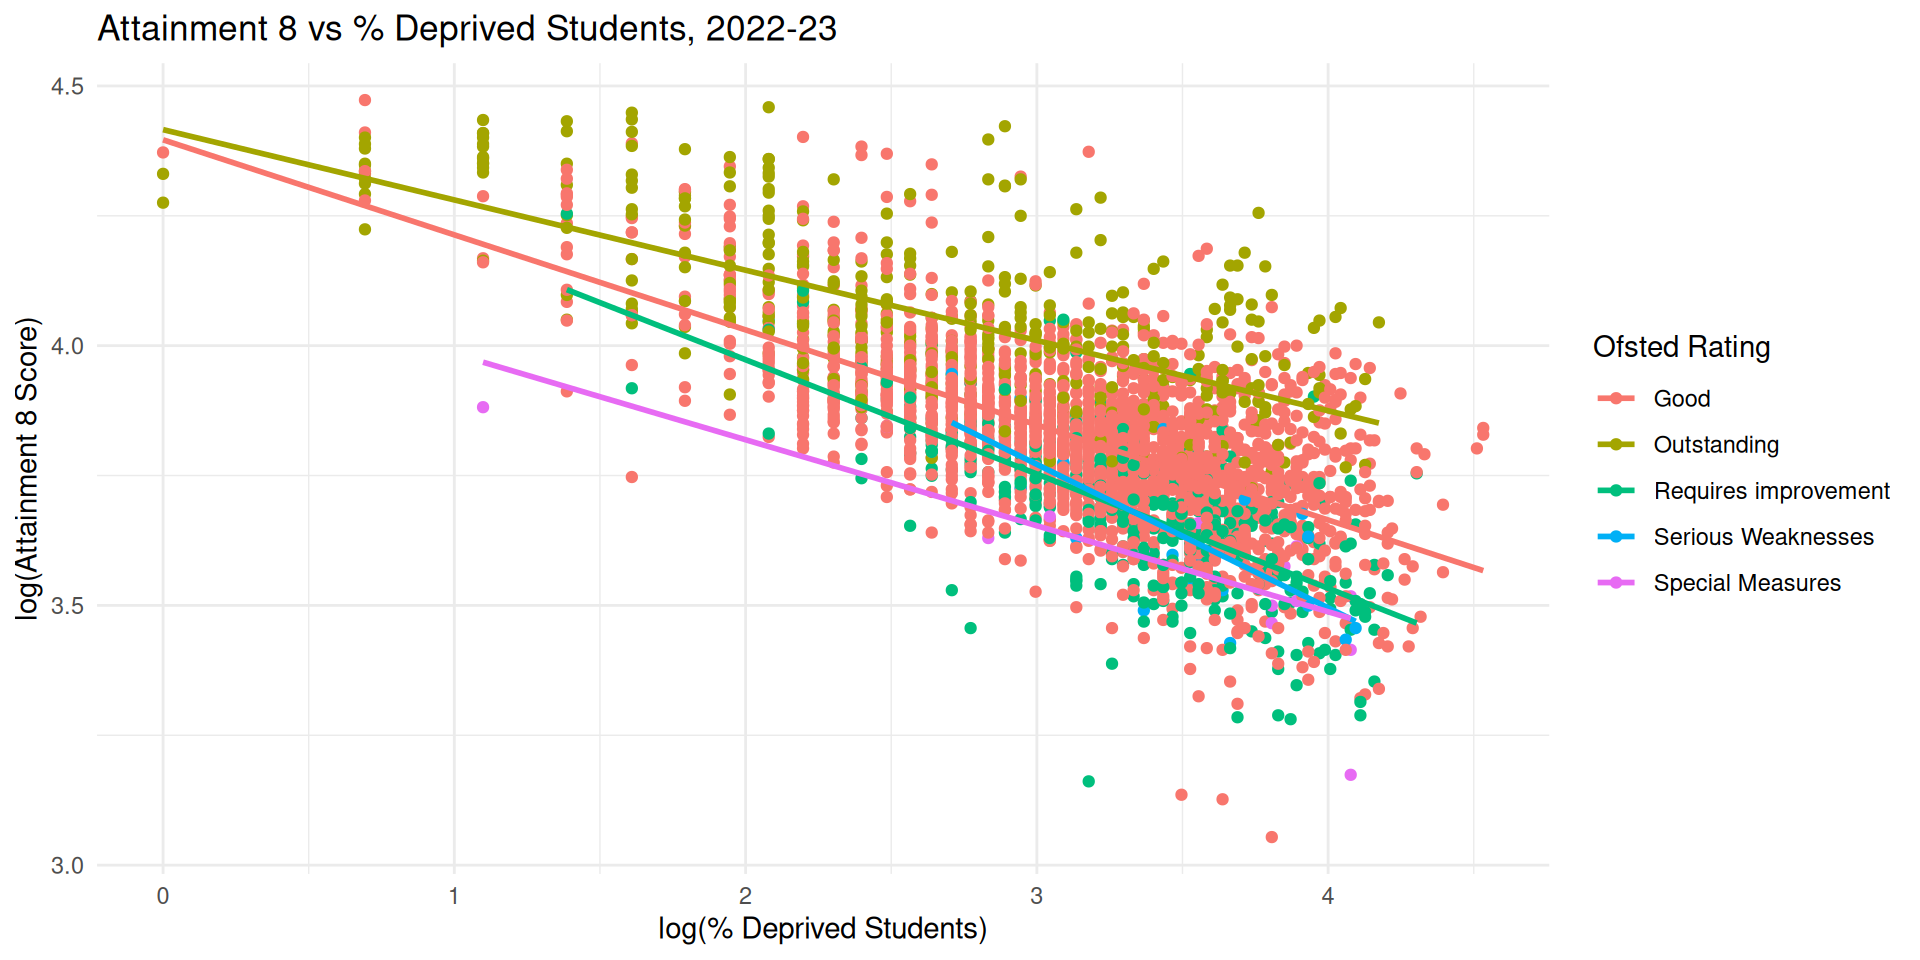 Attainment 8 vs % Deprived Students, 2022-23
4.5
4.0
3.5
3.0
log(Attainment 8 Score)
0 1 2 3 4
log(% Deprived Students)
Ofsted Rating
Good
Outstanding
Requires improvement
Serious Weaknesses
Special Measures